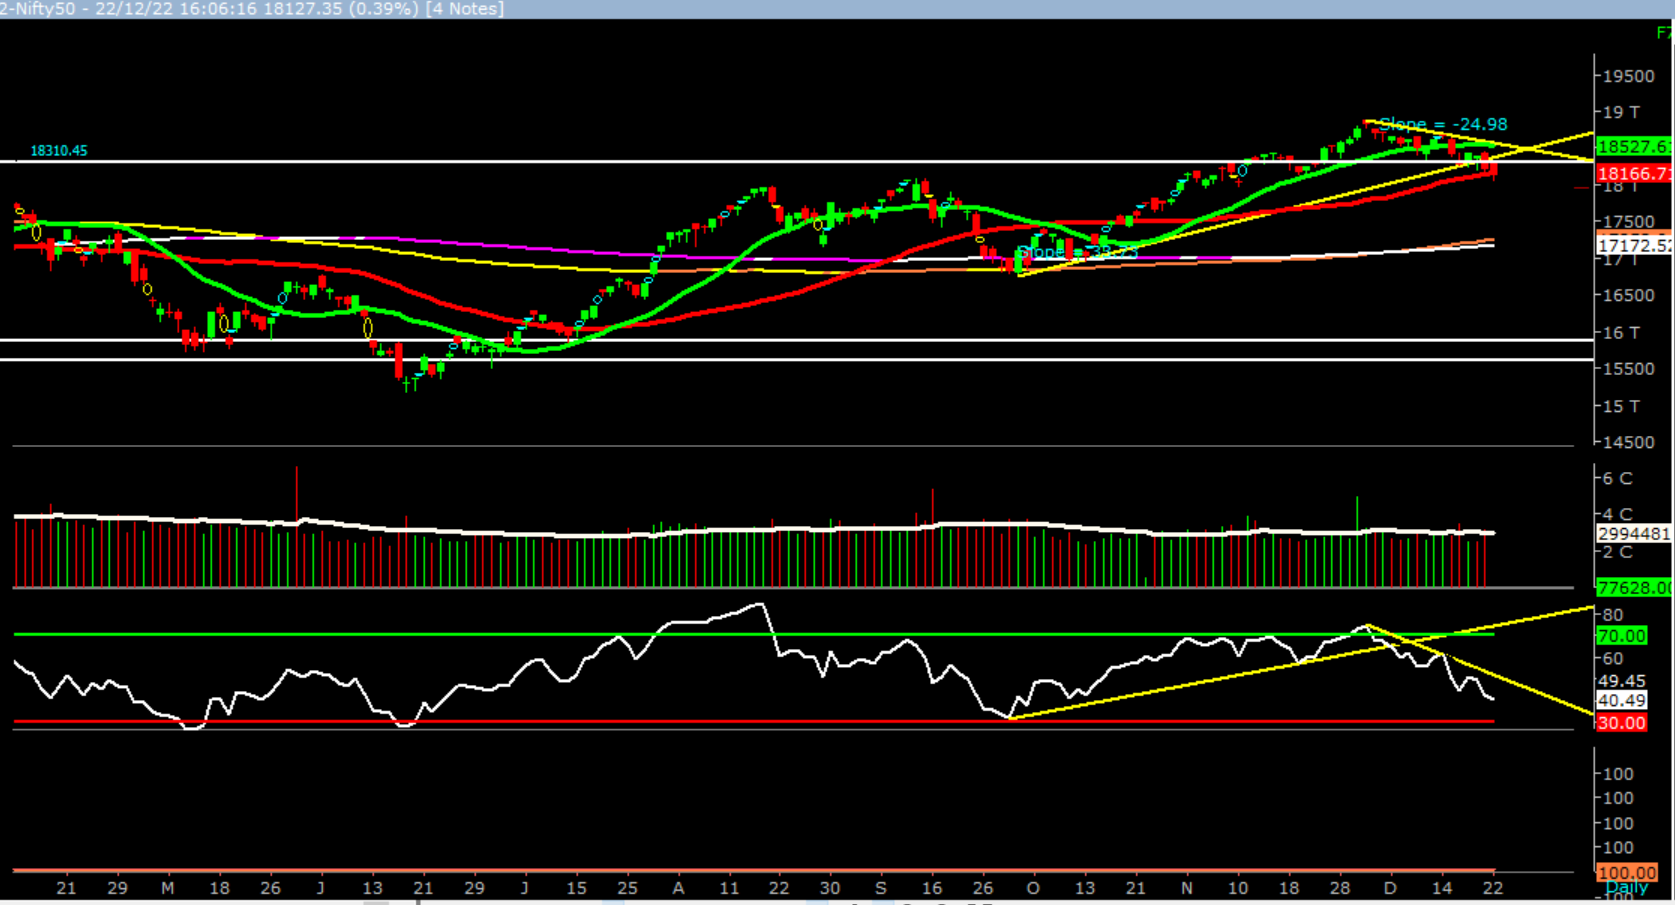 2-Nifty50 - 22/12/22 16:06:16 18127.35 (0.39%) [4 Notes]
19500
19 T
Slope = -24.98
18310.45
18527.6
18166.7
18 T
17500
17172.52
17 T
16500
16 T
15500
15 T
14500
6 C
4 C
2994481
2 C
77628.00
80
70.00
60
49.45
40.49
30.00
100
100
100
100
100.00
21 29 M 18 26 J 13 21 29 J 15 25 A 11 22 30 S 16 26 O 13 21 N 10 18 28 D 14 22
Daily